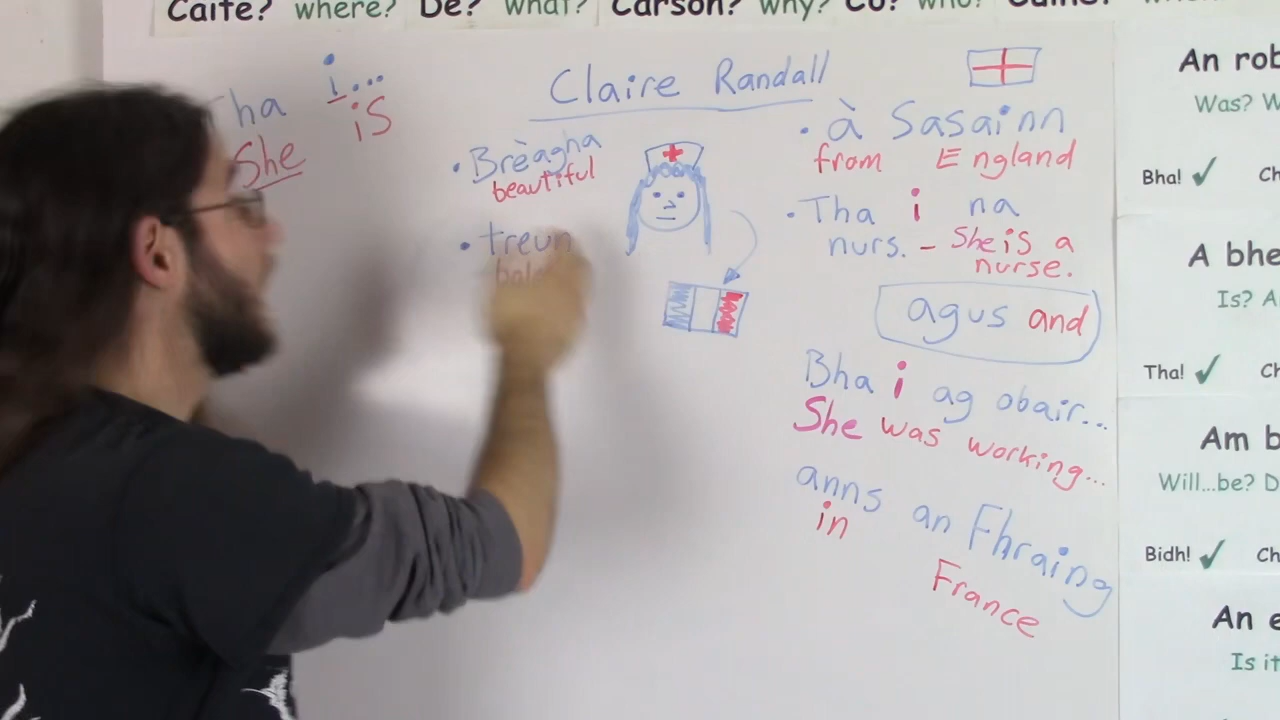 Caite? where? Dè? what? Carson? why? Cò? who?
Tha i...
She is
Claire Randall
• Brèagha
beautiful
• treun
• à Sasainn
from England
• Tha i na
nurs. - She is a
nurse.
agus and
Bha i ag obair...
She was working...
anns an Fhraing
in France
An rob
Was? W
Bha! ✓ Ch
A bhe
Is? A
Tha! ✓ Ch
Am b
Will...be? D
Bidh! ✓ Ch
An e
Is it